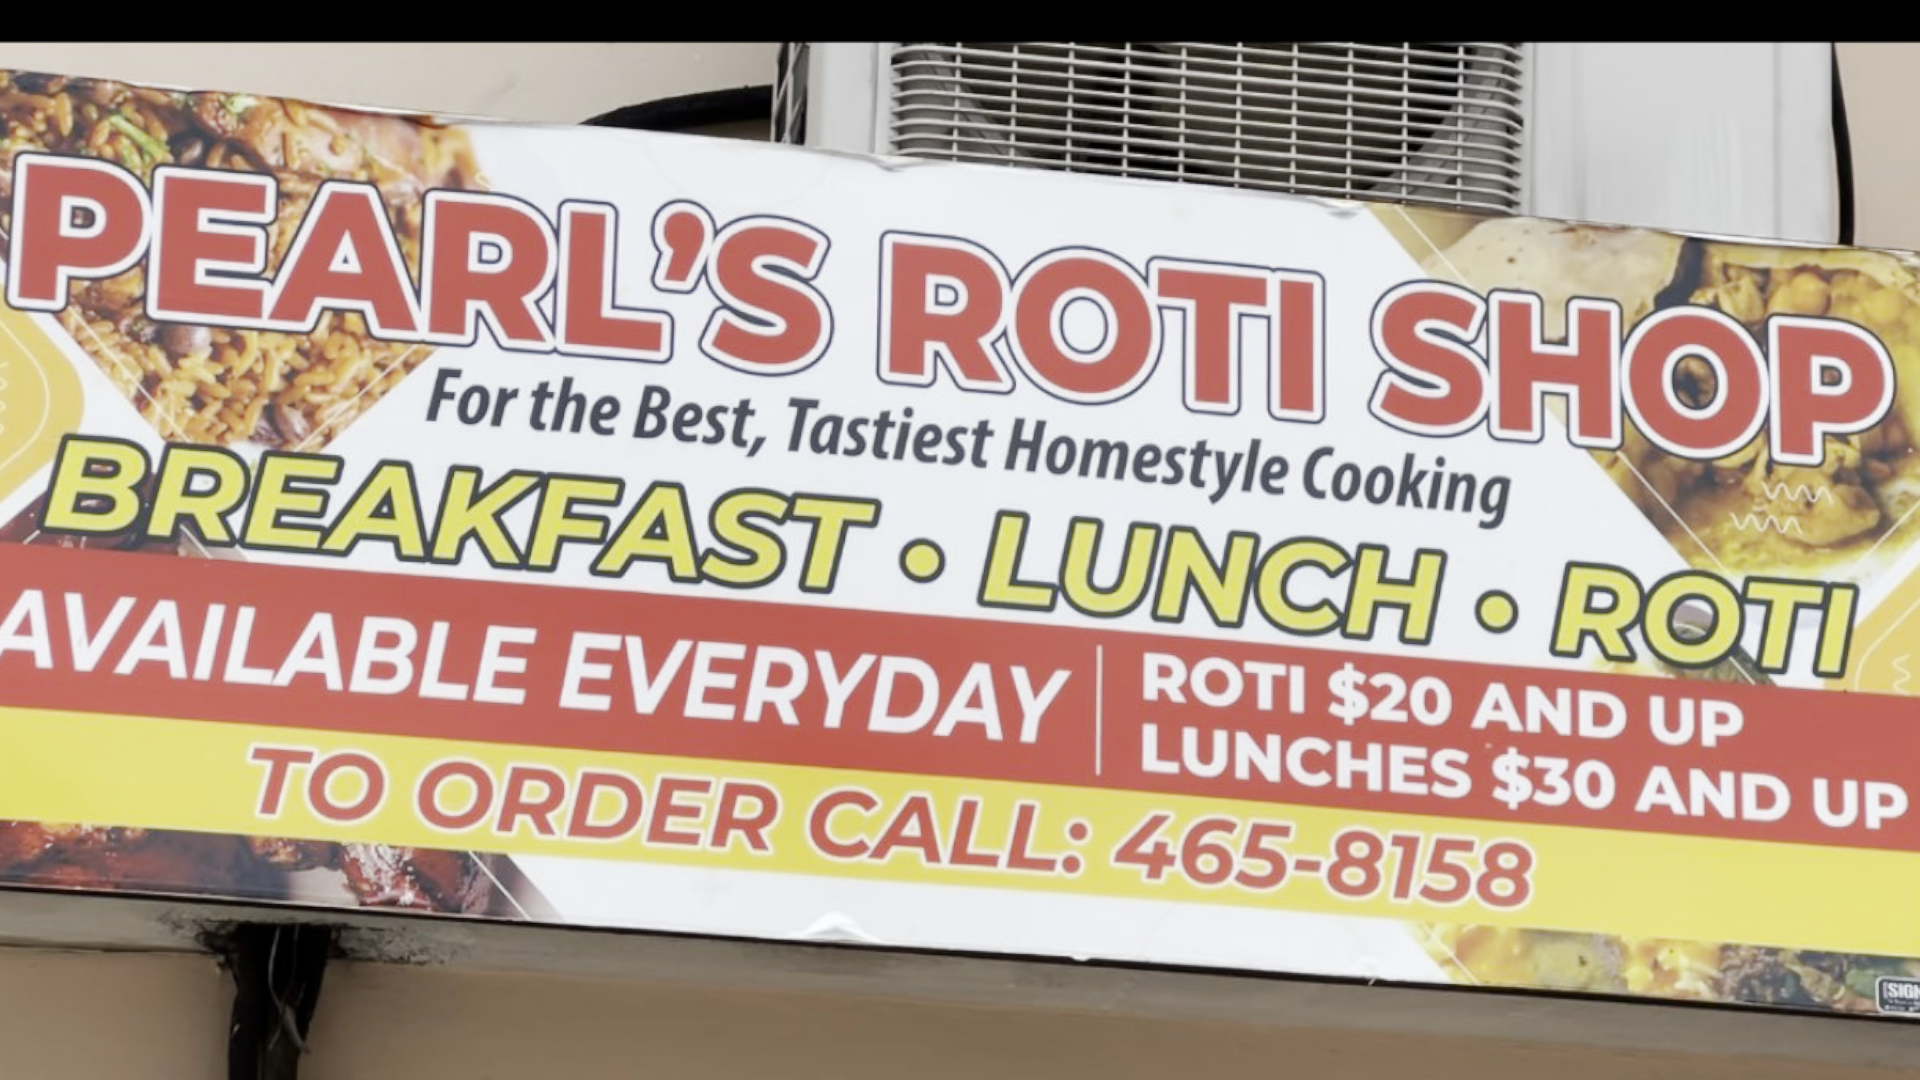 PEARL'S ROTI SHOP
For the Best, Tastiest Homestyle Cooking
BREAKFAST • LUNCH • ROTI
AVAILABLE EVERYDAY
ROTI $20 AND UP
LUNCHES $30 AND UP
TO ORDER CALL: 465-8158